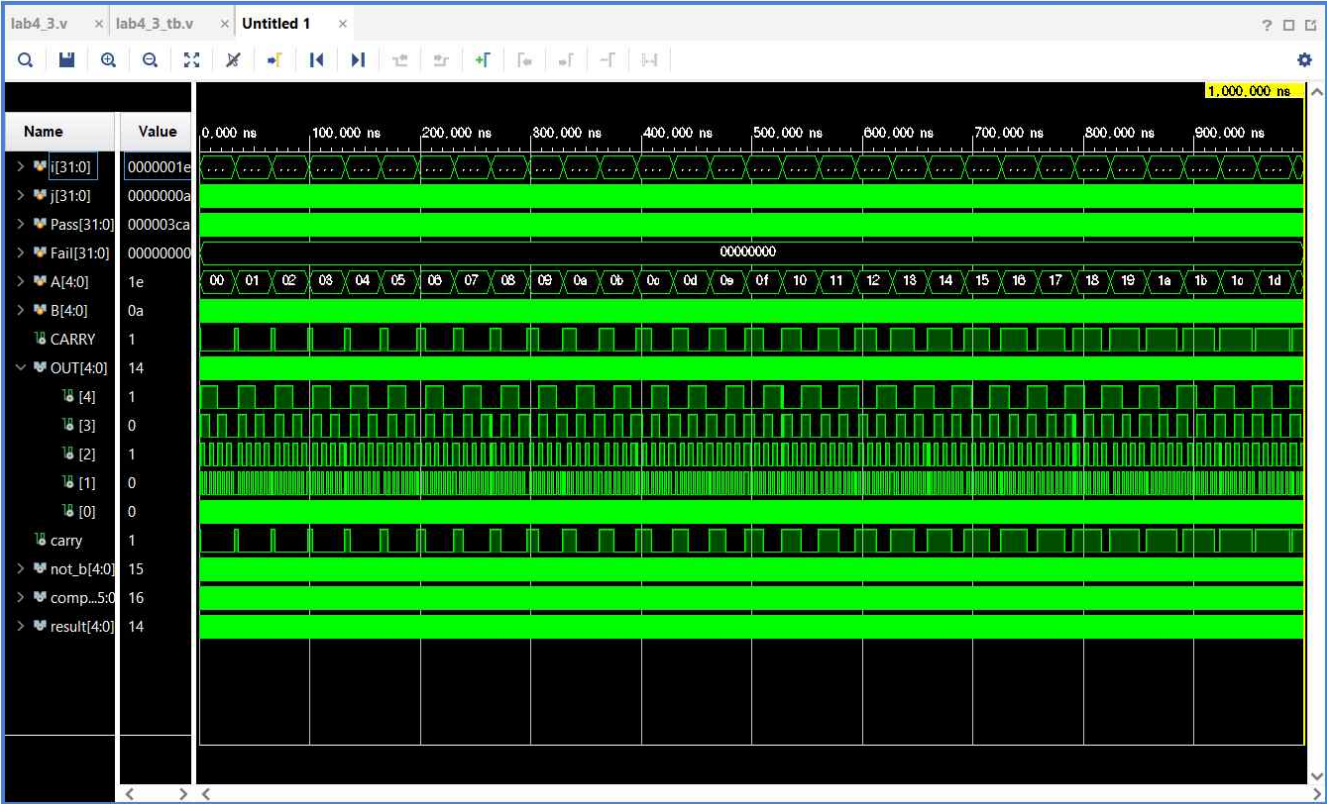 lab4_3.v × lab4_3_tb.v × Untitled 1 ×
1,000.000 ns
Name Value 0.000 ns 100.000 ns 200.000 ns 300.000 ns 400.000 ns 500.000 ns 600.000 ns 700.000 ns 800.000 ns 900.000 ns
i[31:0] 0000001e ... ... ... ... ... ... ... ... ... ... ... ... ... ... ... ... ... ... ... ... ... ... ... ... ... ... ... ... ... ...
j[31:0] 0000000a
Pass[31:0] 000003ca
Fail[31:0] 00000000 00000000
A[4:0] 1e 00 01 02 03 04 05 06 07 08 09 0a 0b 0c 0d 0e 0f 10 11 12 13 14 15 16 17 18 19 1a 1b 1c 1d
B[4:0] 0a
CARRY 1
OUT[4:0] 14
[4] 1
[3] 0
[2] 1
[1] 0
[0] 0
carry 1
not_b[4:0] 15
comp...5:0 16
result[4:0] 14